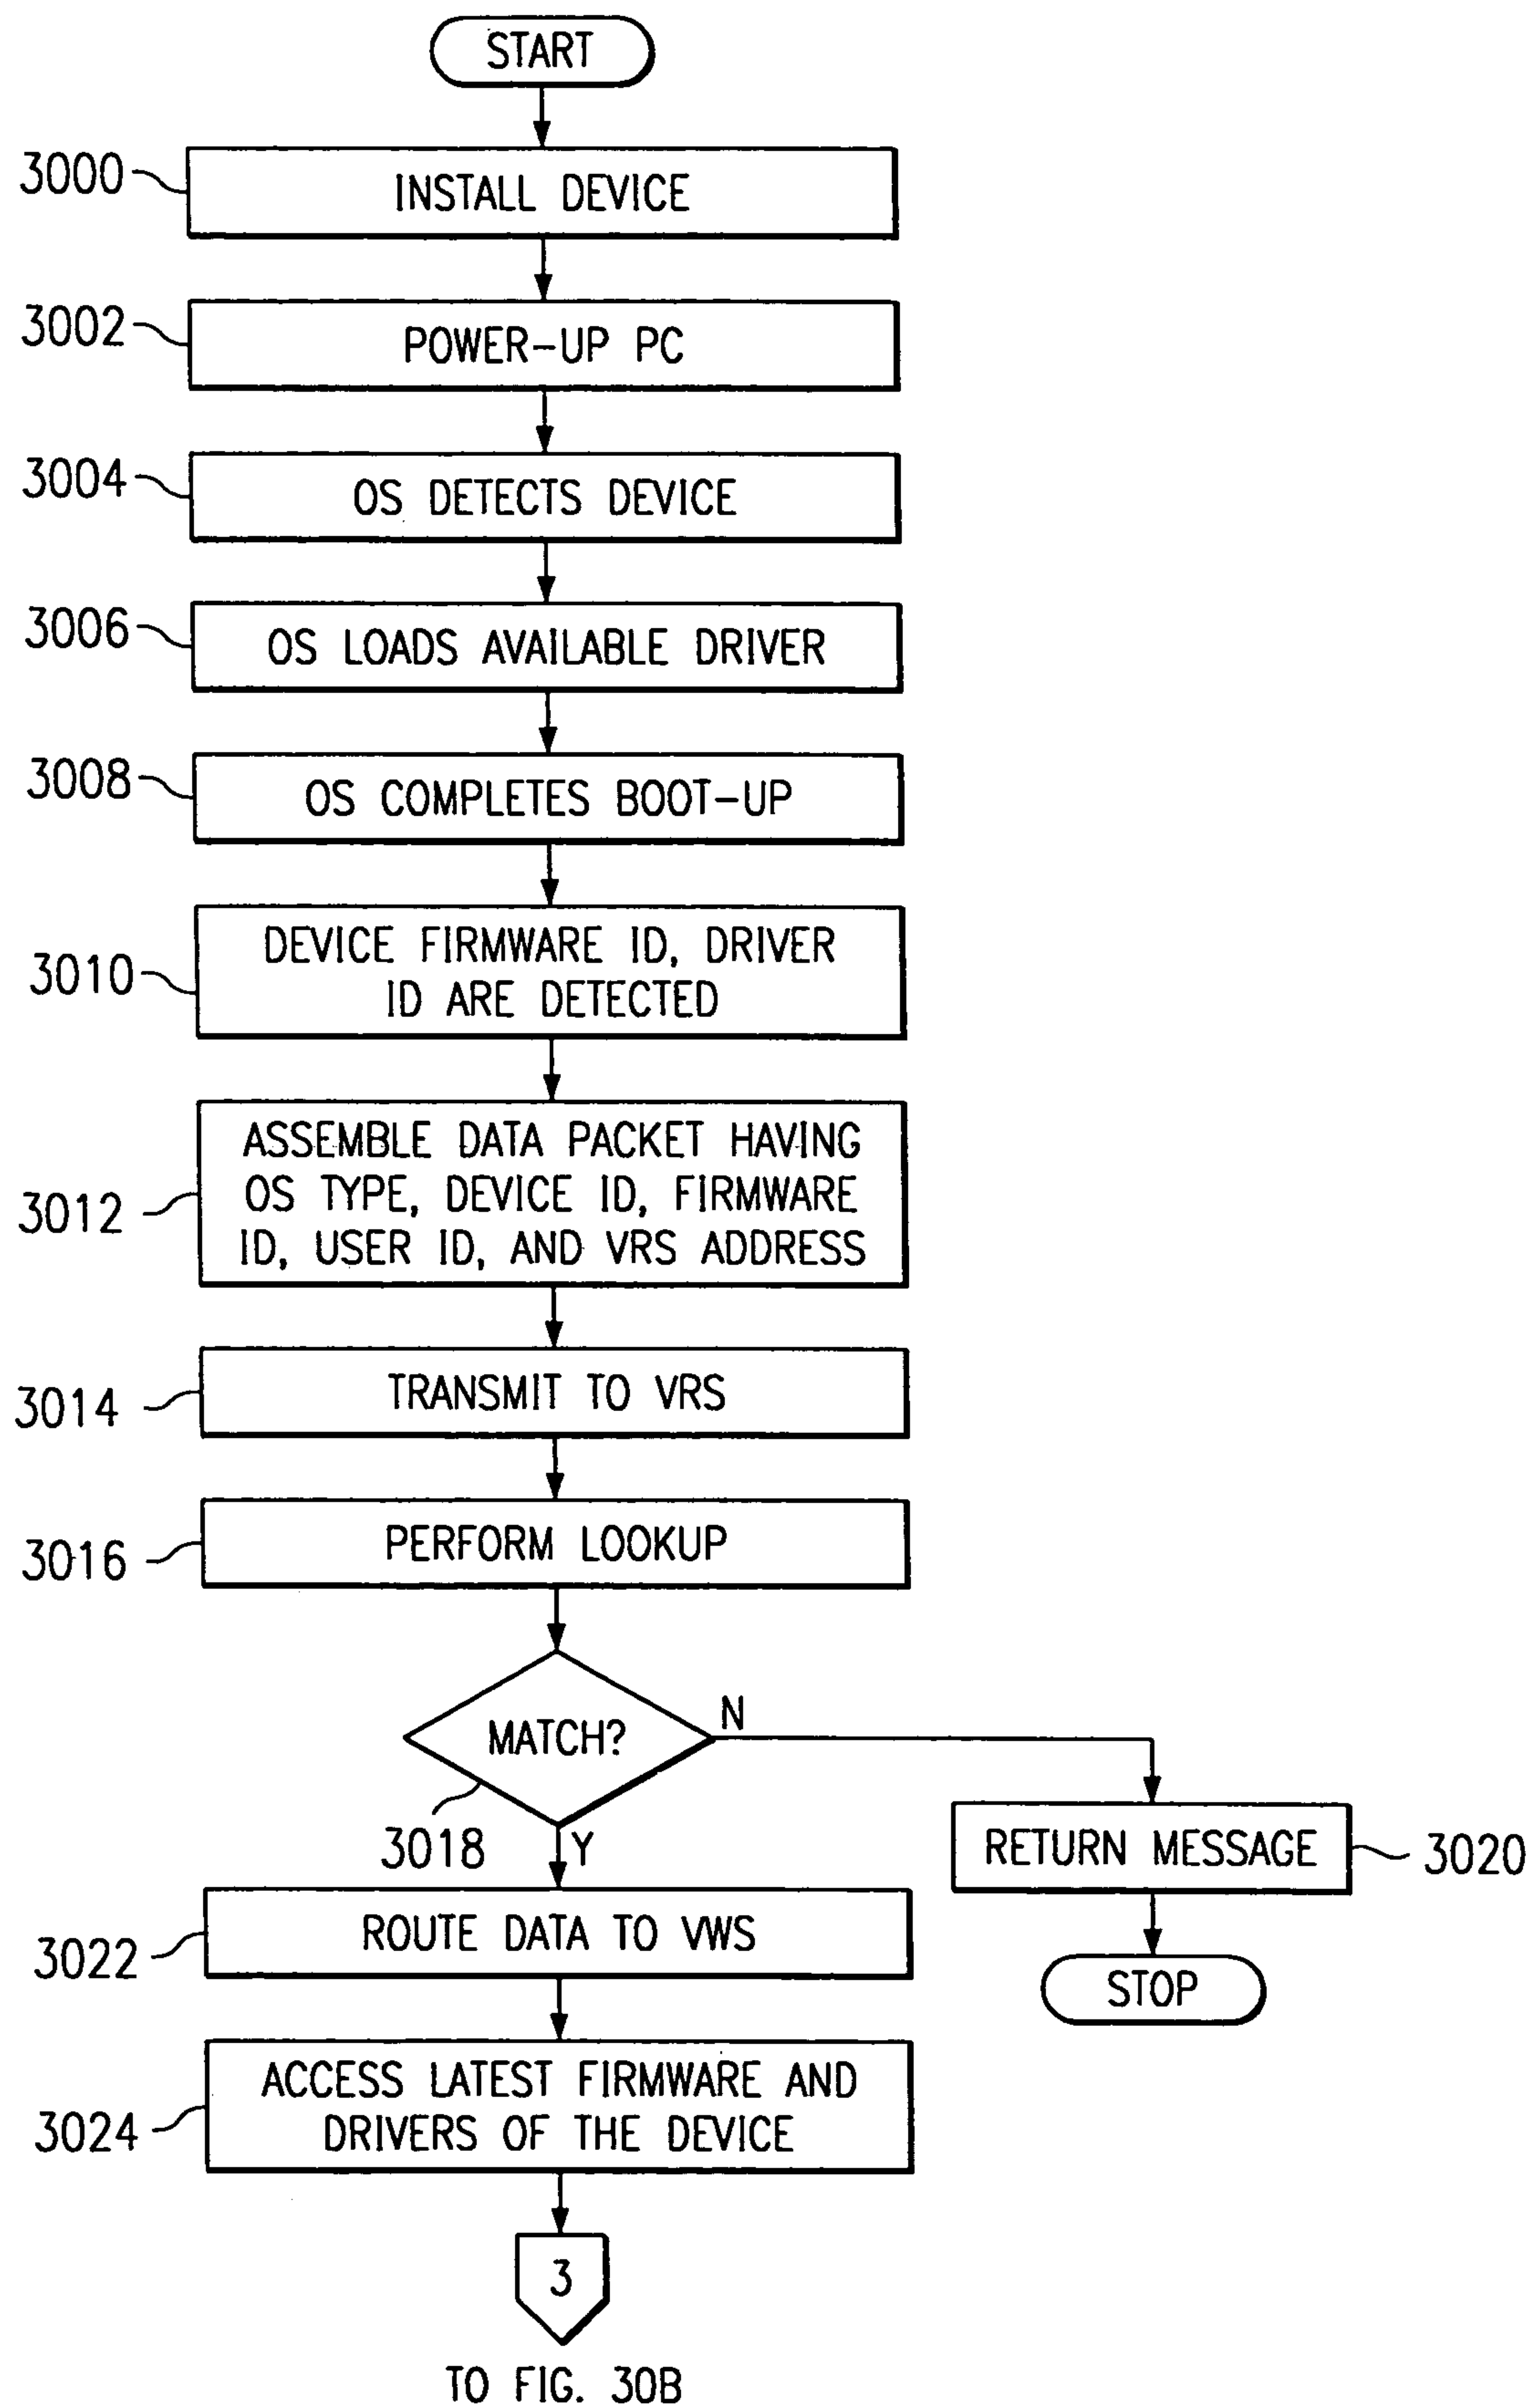 START
3000
INSTALL DEVICE
3002
POWER-UP PC
3004
OS DETECTS DEVICE
3006
OS LOADS AVAILABLE DRIVER
3008
OS COMPLETES BOOT-UP
3010
DEVICE FIRMWARE ID, DRIVER
ID ARE DETECTED
3012
ASSEMBLE DATA PACKET HAVING
OS TYPE, DEVICE ID, FIRMWARE
ID, USER ID, AND VRS ADDRESS
3014
TRANSMIT TO VRS
3016
PERFORM LOOKUP
MATCH?
N
3018
Y
RETURN MESSAGE
3020
STOP
3022
ROUTE DATA TO VWS
3024
ACCESS LATEST FIRMWARE AND
DRIVERS OF THE DEVICE
3
TO FIG. 30B